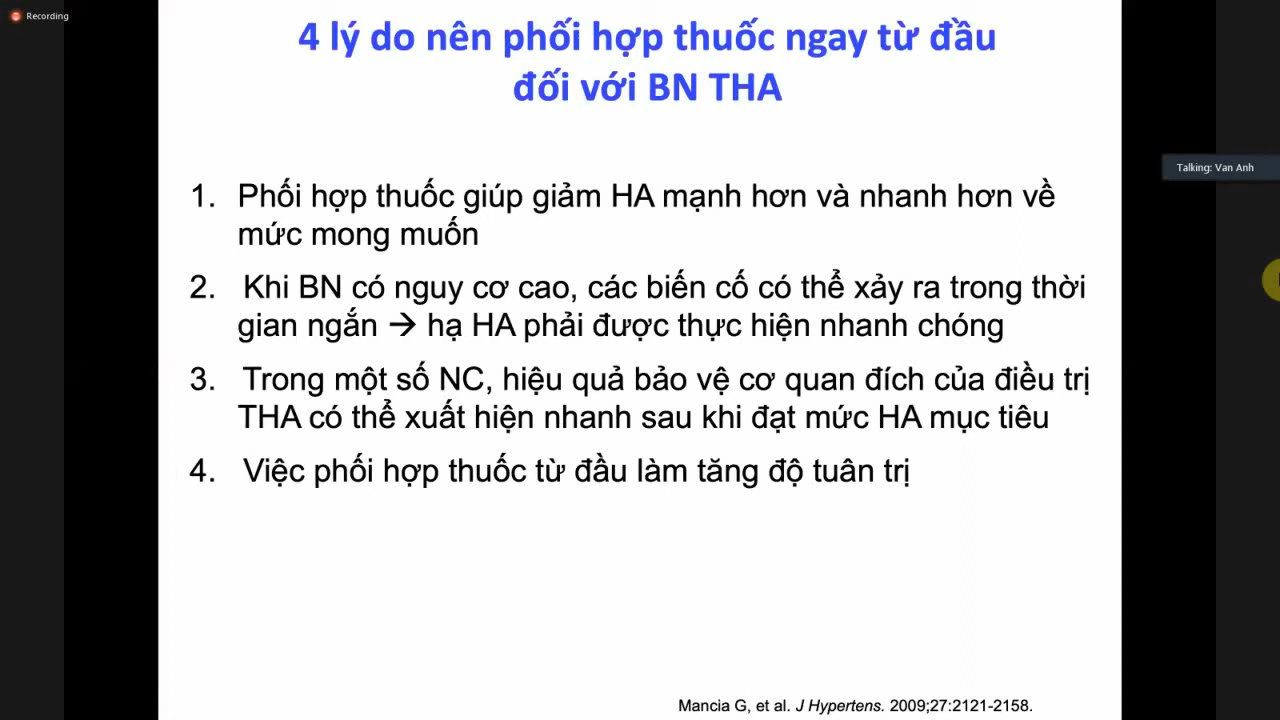 Recording
4 lý do nên phối hợp thuốc ngay từ đầu
đối với BN THA
Talking: Van Anh
1. Phối hợp thuốc giúp giảm HA mạnh hơn và nhanh hơn về
mức mong muốn
2. Khi BN có nguy cơ cao, các biến cố có thể xảy ra trong thời
gian ngắn → hạ HA phải được thực hiện nhanh chóng
3. Trong một số NC, hiệu quả bảo vệ cơ quan đích của điều trị
THA có thể xuất hiện nhanh sau khi đạt mức HA mục tiêu
4. Việc phối hợp thuốc từ đầu làm tăng độ tuân trị
Mancia G, et al. J Hypertens. 2009;27:2121-2158.